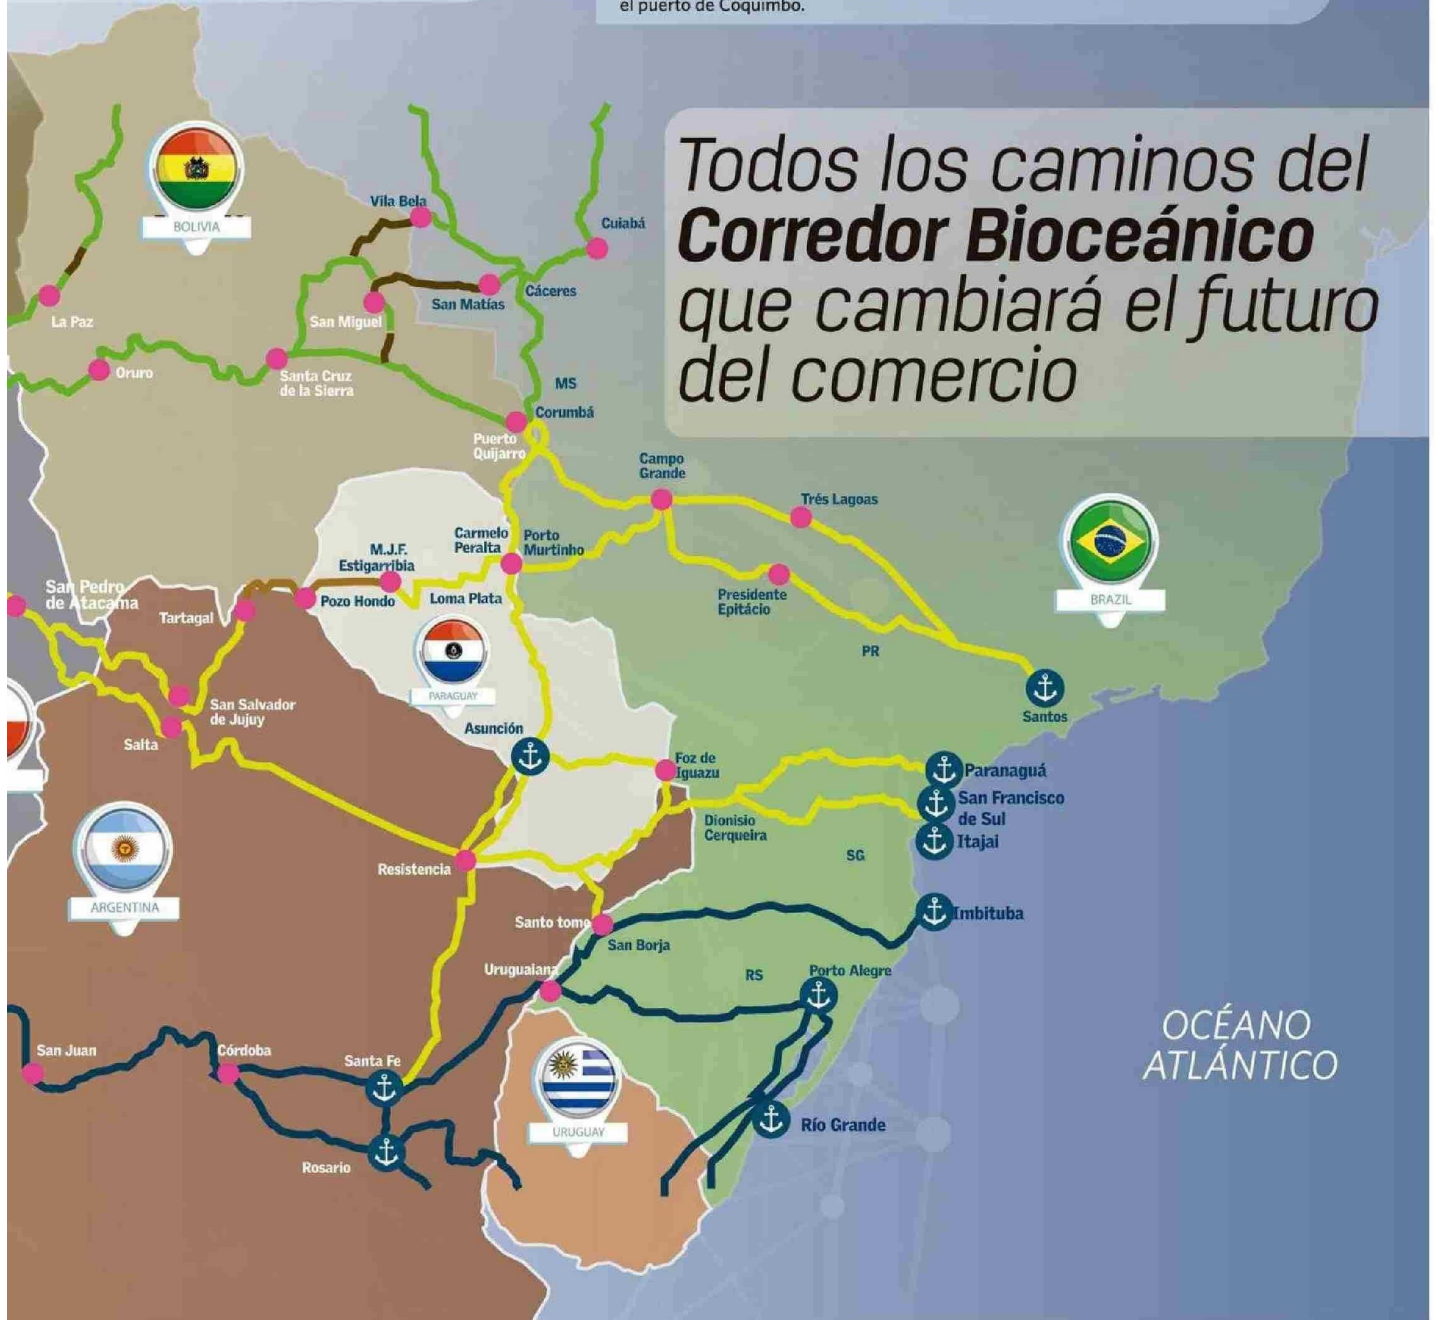 el puerto de Coquimbo.
Todos los caminos del
Corredor Bioceánico
que cambiará el futuro
del comercio
BOLIVIA
Vila Bela
Cuiabá
La Paz
San Matías
Cáceres
San Miguel
Oruro
Santa Cruz
de la Sierra
MS
Corumbá
Puerto
Quijarro
Campo
Grande
Trés Lagoas
Carmelo
Peralta
Porto
Murtinho
M.J.F.
Estigarribia
San Pedro
de Atacama
Pozo Hondo
Loma Plata
Tartagal
Presidente
Epitácio
BRAZIL
PR
PARAGUAY
San Salvador
de Jujuy
Salta
Asunción
Santos
Foz de
Iguazu
Paranaguá
San Francisco
de Sul
Dionisio
Cerqueira
Itajai
SG
Resistencia
ARGENTINA
Santo tome
San Borja
Imbituba
Uruguaiana
RS
Porto Alegre
OCÉANO
ATLÁNTICO
San Juan
Córdoba
Santa Fe
URUGUAY
Río Grande
Rosario